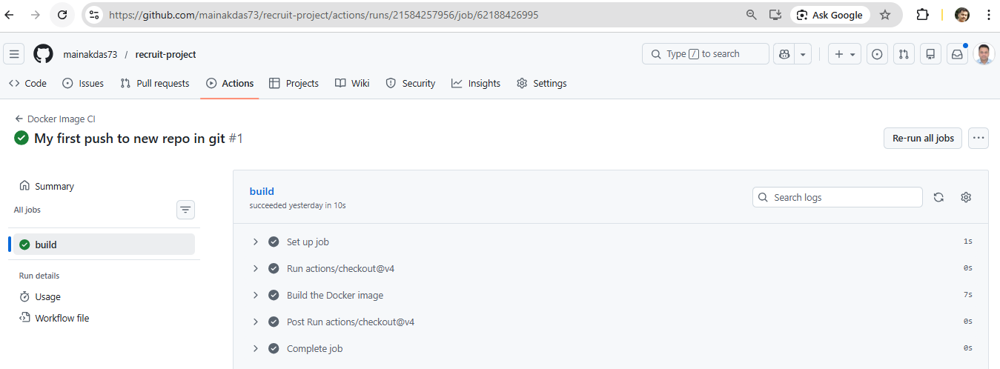 https://github.com/mainakdas73/recruit-project/actions/runs/21584257956/job/62188426995
Ask Google
mainakdas73 / recruit-project
Type / to search
Code Issues Pull requests Actions Projects Wiki Security Insights Settings
Docker Image CI
My first push to new repo in git #1
Re-run all jobs
Summary
All jobs
build
Run details
Usage
Workflow file
build
succeeded yesterday in 10s
Search logs
Set up job 1s
Run actions/checkout@v4 0s
Build the Docker image 7s
Post Run actions/checkout@v4 0s
Complete job 0s